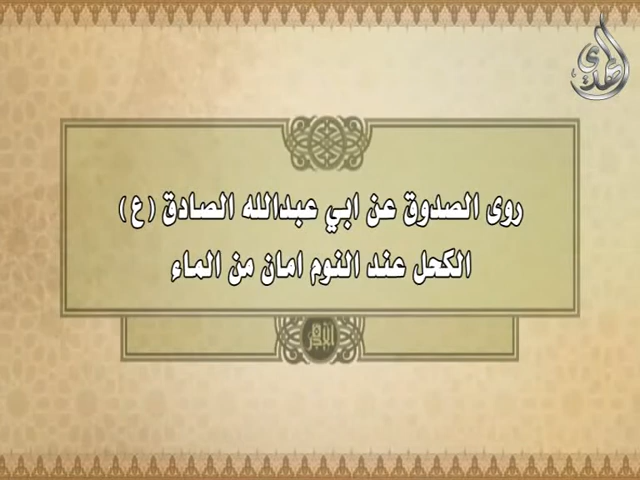 روى الصدوق عن ابي عبدالله الصادق (ع)
الكحل عند النوم امان من الماء